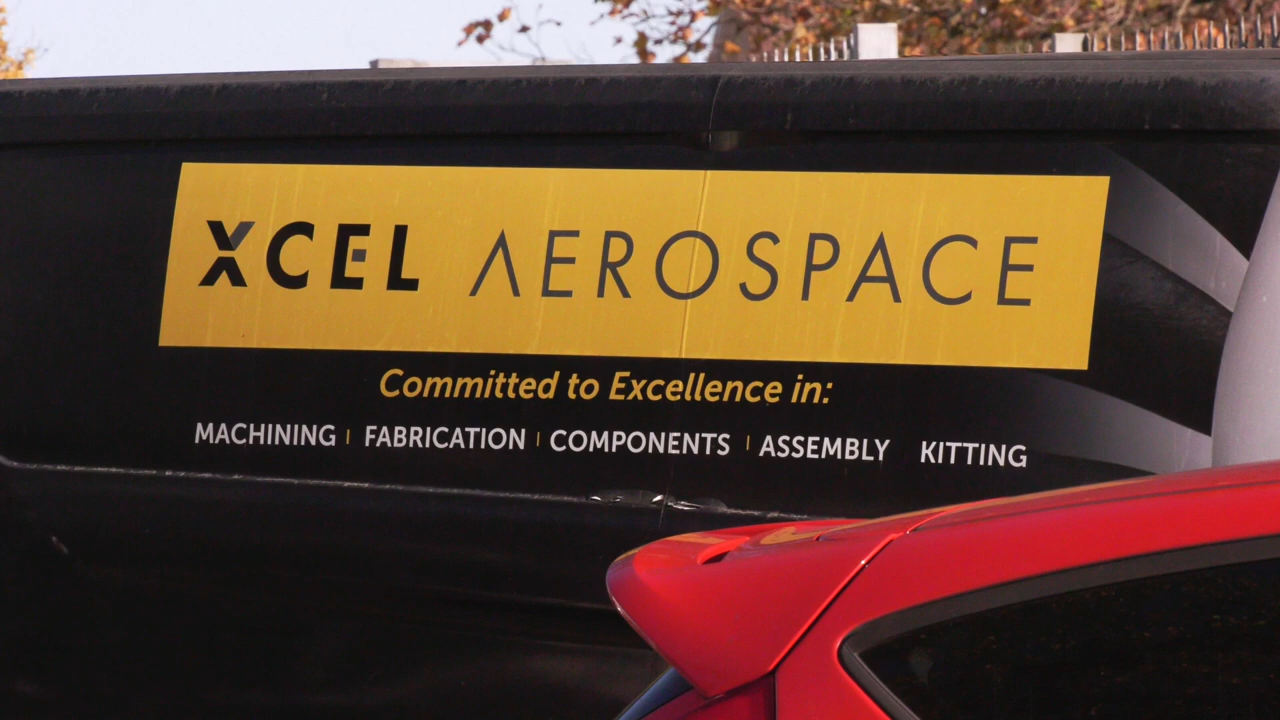 XCEL AEROSPACE
Committed to Excellence in:
MACHINING | FABRICATION | COMPONENTS | ASSEMBLY KITTING